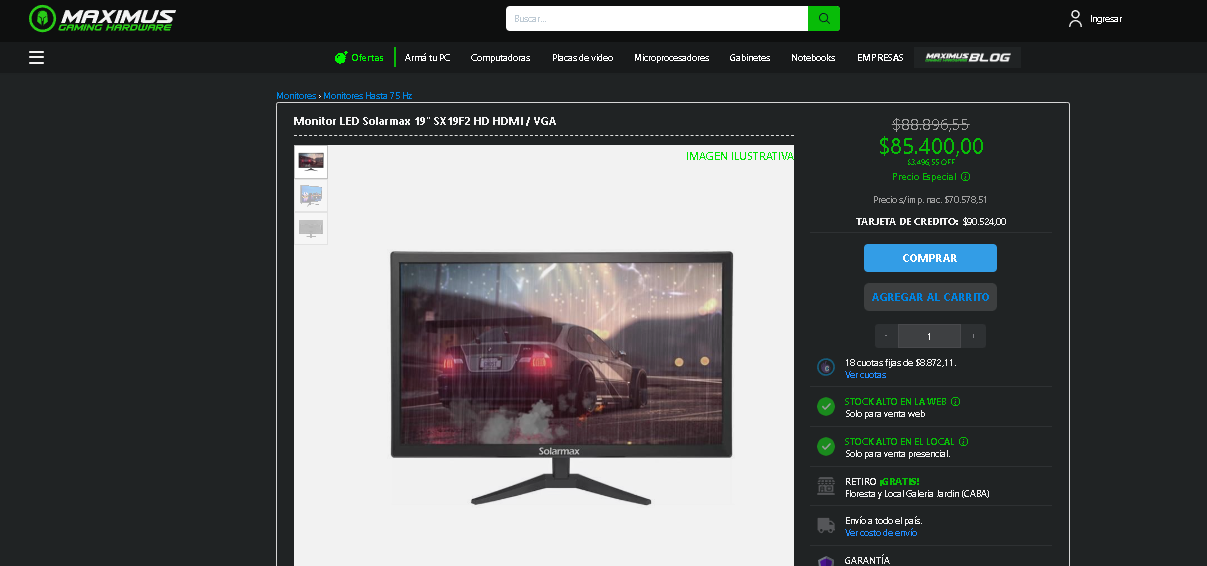 MAXIMUS
GAMING HARDWARE
Buscar...
Ingresar
Ofertas
Armá tu PC
Computadoras
Placas de video
Microprocesadores
Gabinetes
Notebooks
EMPRESAS
MAXIMUS BLOG
Monitores › Monitores Hasta 75 Hz
Monitor LED Solarmax 19" SX19F2 HD HDMI / VGA
IMAGEN ILUSTRATIVA
Solarmax
$88.896,55
$85.400,00
$3.496,55 OFF
Precio Especial
Precio s/imp. nac. $70.578,51
TARJETA DE CREDITO: $90.524,00
COMPRAR
AGREGAR AL CARRITO
- 1 +
18 cuotas fijas de $8.872,11.
Ver cuotas
STOCK ALTO EN LA WEB
Solo para venta web
STOCK ALTO EN EL LOCAL
Solo para venta presencial.
RETIRO ¡GRATIS!
Floresta y Local Galería Jardín (CABA)
Envío a todo el país.
Ver costo de envío
GARANTÍA